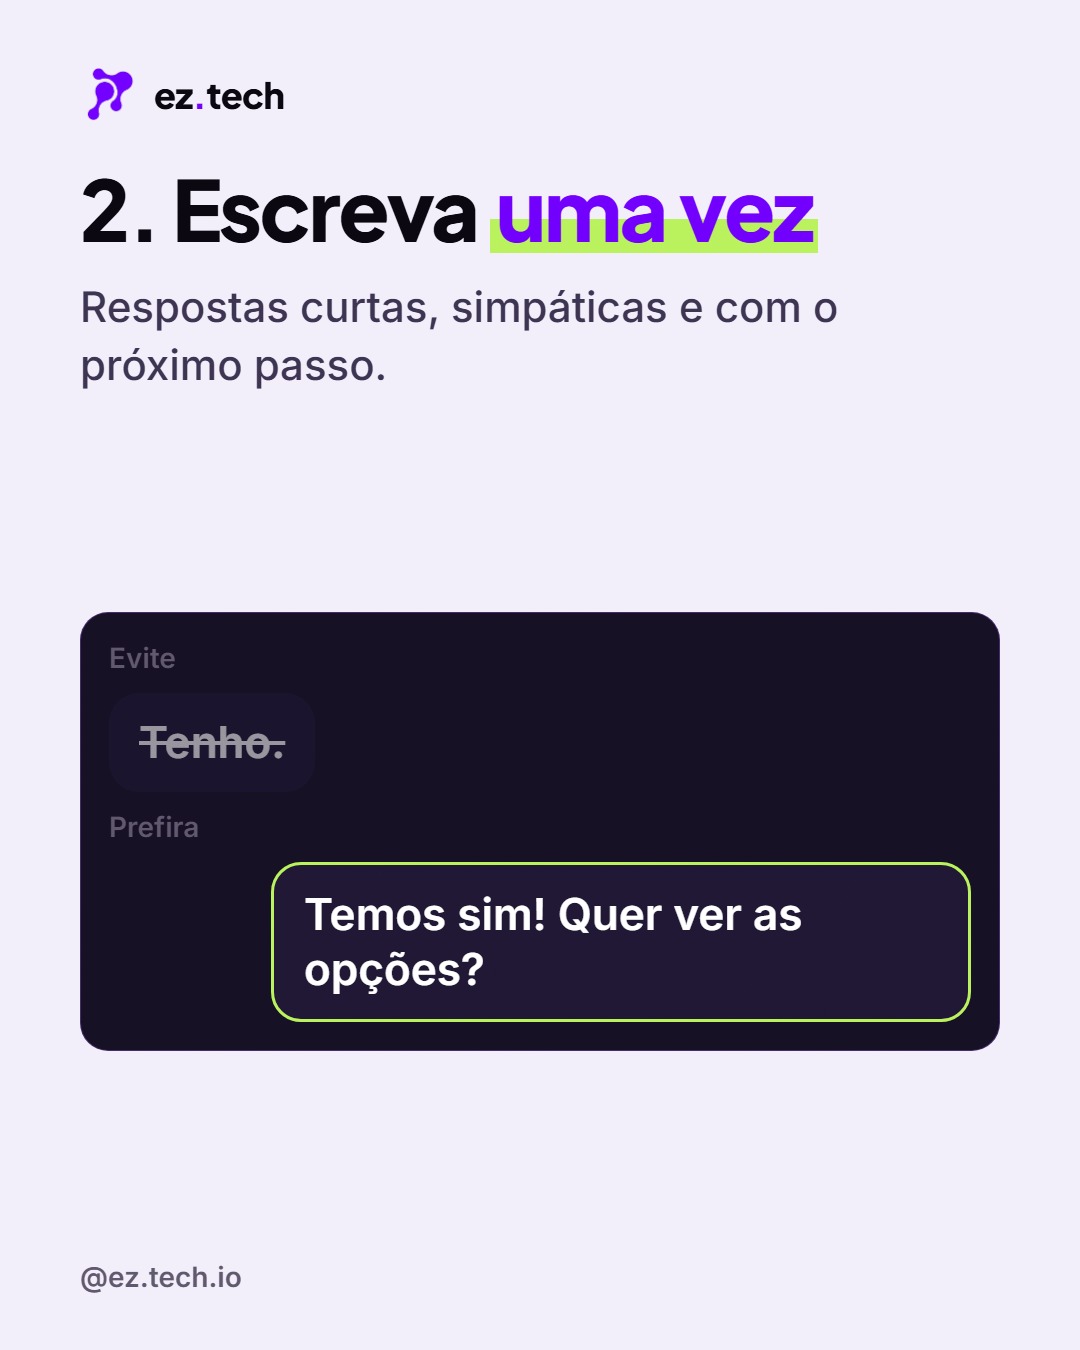 ez.tech
2. Escreva uma vez
Respostas curtas, simpáticas e com o
próximo passo.
Evite
Tenho.
Prefira
Temos sim! Quer ver as
opções?
@ez.tech.io